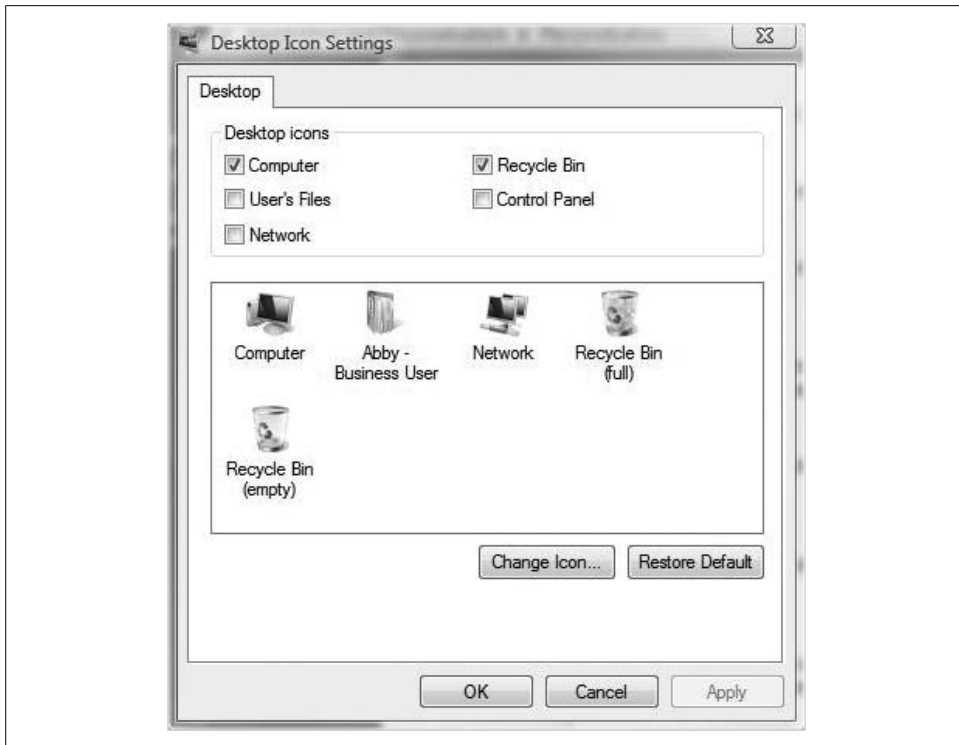 Desktop Icon Settings
Desktop
Desktop icons
Computer
Recycle Bin
User's Files
Control Panel
Network
Computer
Abby -
Business User
Network
Recycle Bin
(full)
Recycle Bin
(empty)
Change Icon...
Restore Default
OK
Cancel
Apply